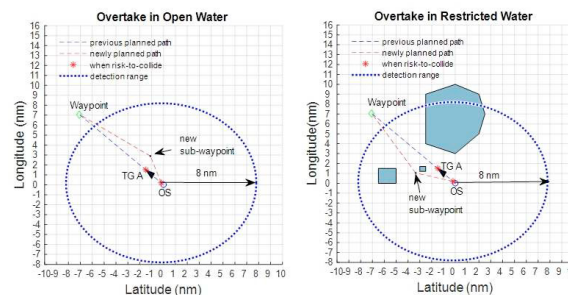 Overtake in Open Water
Longitude(nm)
16
15
14
13
12
11
10
9
8
7
6
5
4
3
2
1
0
-1
-2
-3
-4
-5
-6
-7
-8
previous planned path
newly planned path
when risk-to-collide
detection range
Waypoint
new
sub-waypoint
TG A
8 nm
OS
-10-9 -8 -7 -6 -5 -4 -3 -2 -1 0 1 2 3 4 5 6 7 8 9 10
Latitude (nm)
Overtake in Restricted Water
Longitude(nm)
16
15
14
13
12
11
10
9
8
7
6
5
4
3
2
1
0
-1
-2
-3
-4
-5
-6
-7
-8
previous planned path
newly planned path
when risk-to-collide
detection range
Waypoint
TG A
8 nm
OS
new
sub-waypoint
-10-9 -8 -7 -6 -5 -4 -3 -2 -1 0 1 2 3 4 5 6 7 8 9 10
Latitude (nm)